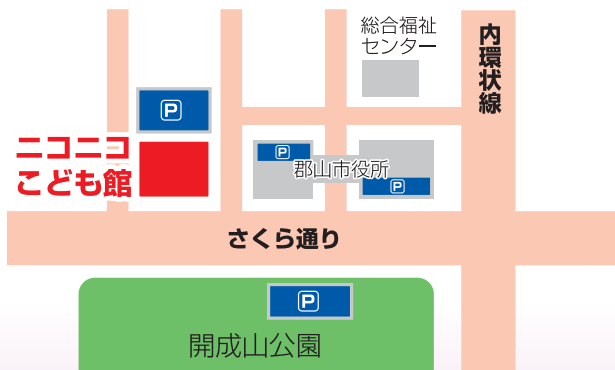 総合福祉
センター
内環状線
P
ニコニコ
こども館
P
郡山市役所
P
さくら通り
P
開成山公園